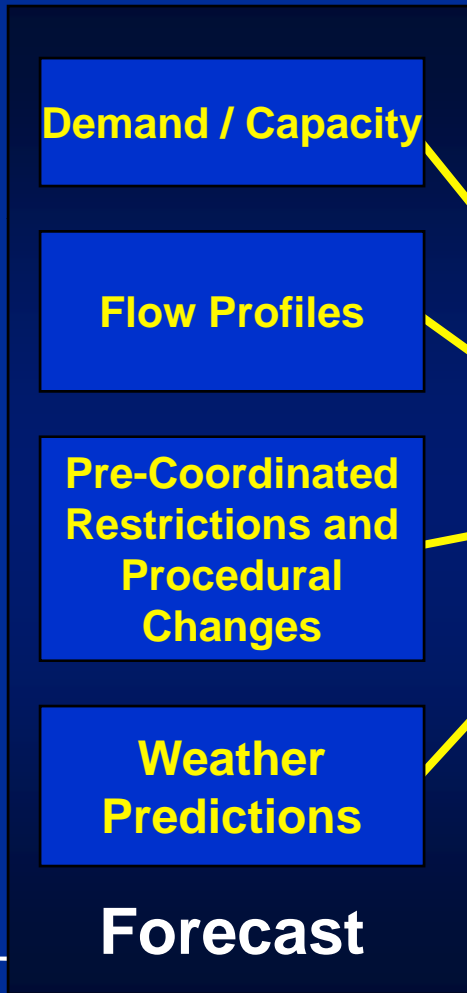 Demand / Capacity
Flow Profiles
Pre-Coordinated
Restrictions and
Procedural
Changes
Weather
Predictions
Forecast